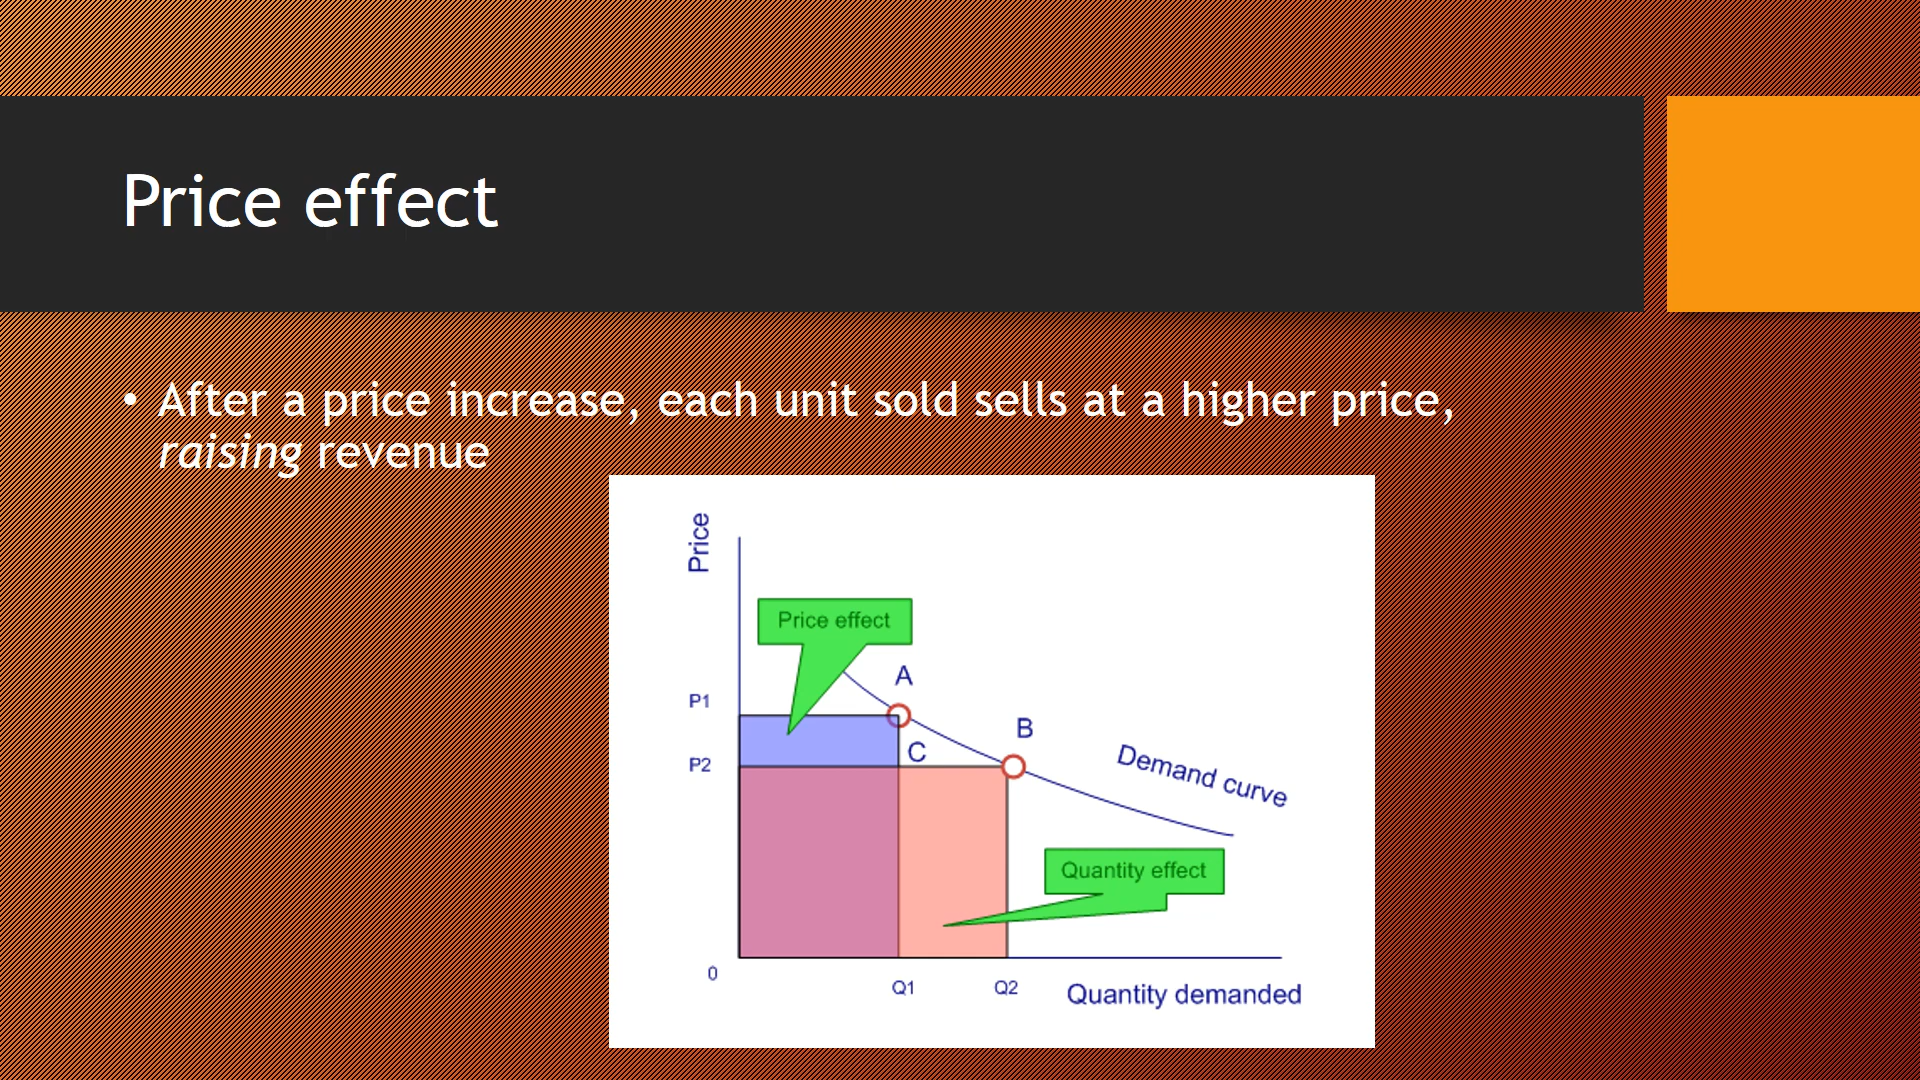 Price effect
• After a price increase, each unit sold sells at a higher price,
raising revenue
Price
Price effect
A
P1
B
C
P2
Demand curve
Quantity effect
0
Q1
Q2
Quantity demanded